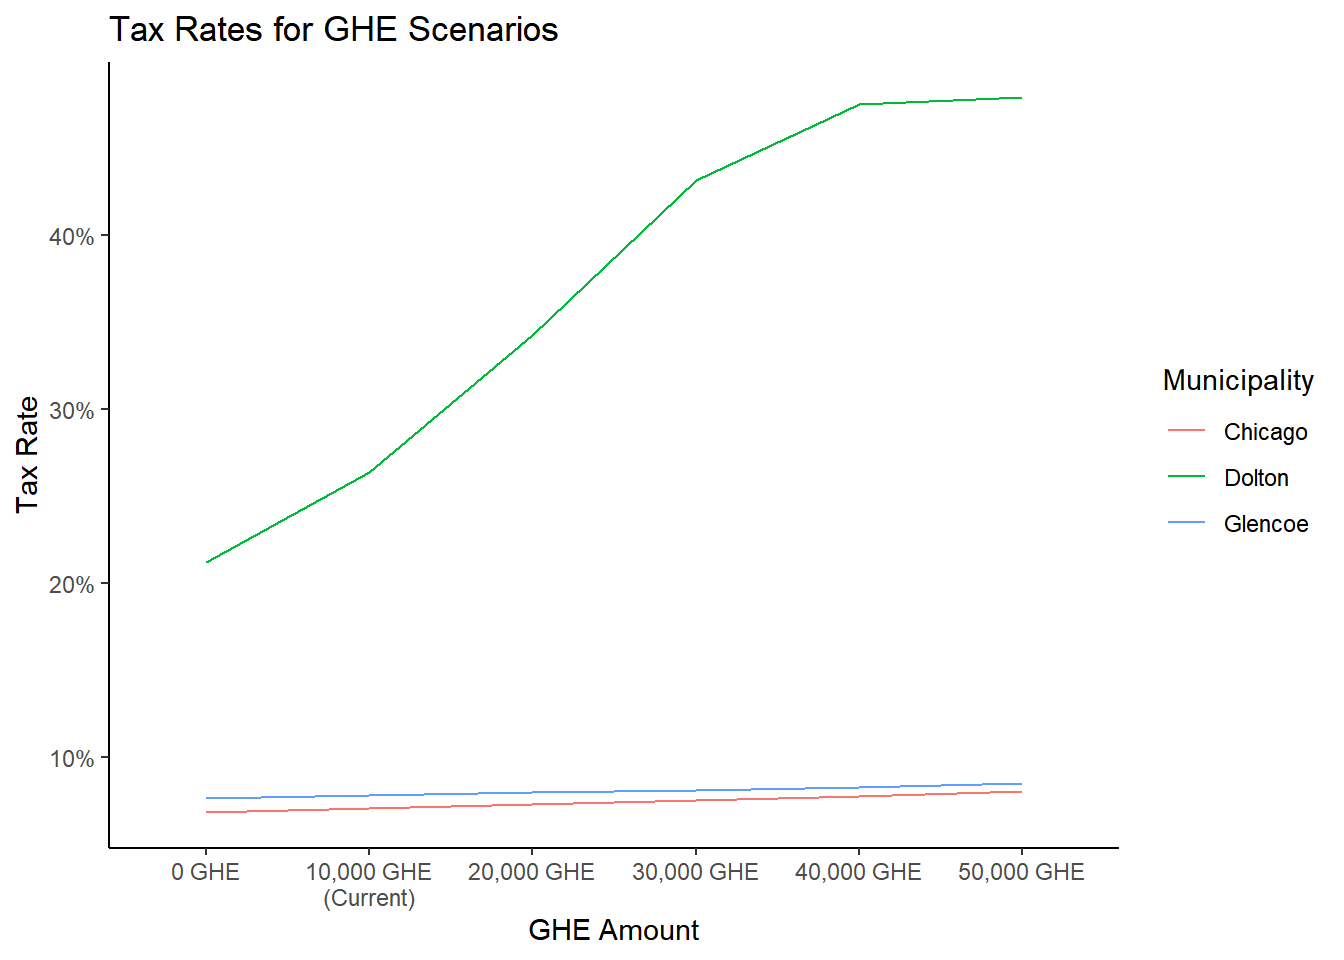 Tax Rates for GHE Scenarios
40%
30%
20%
10%
Tax Rate
0 GHE
10,000 GHE
(Current)
20,000 GHE
30,000 GHE
40,000 GHE
50,000 GHE
GHE Amount
Municipality
Chicago
Dolton
Glencoe